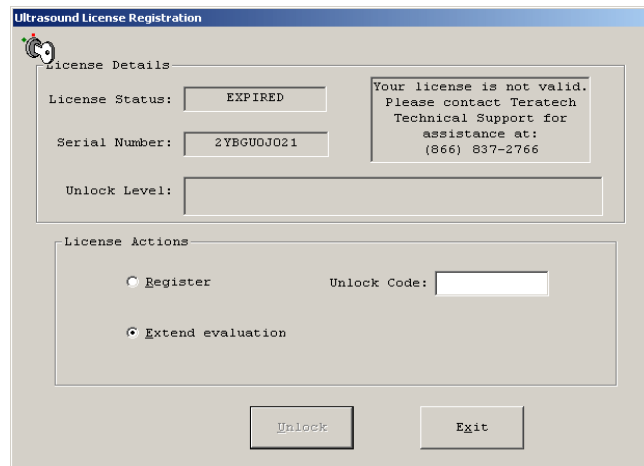 Ultrasound License Registration
License Details
License Status: EXPIRED
Your license is not valid.
Please contact Teratech
Technical Support for
assistance at:
(866) 837-2766
Serial Number: 2YBGUOJO21
Unlock Level:
License Actions
Register
Unlock Code:
Extend evaluation
Unlock
Exit